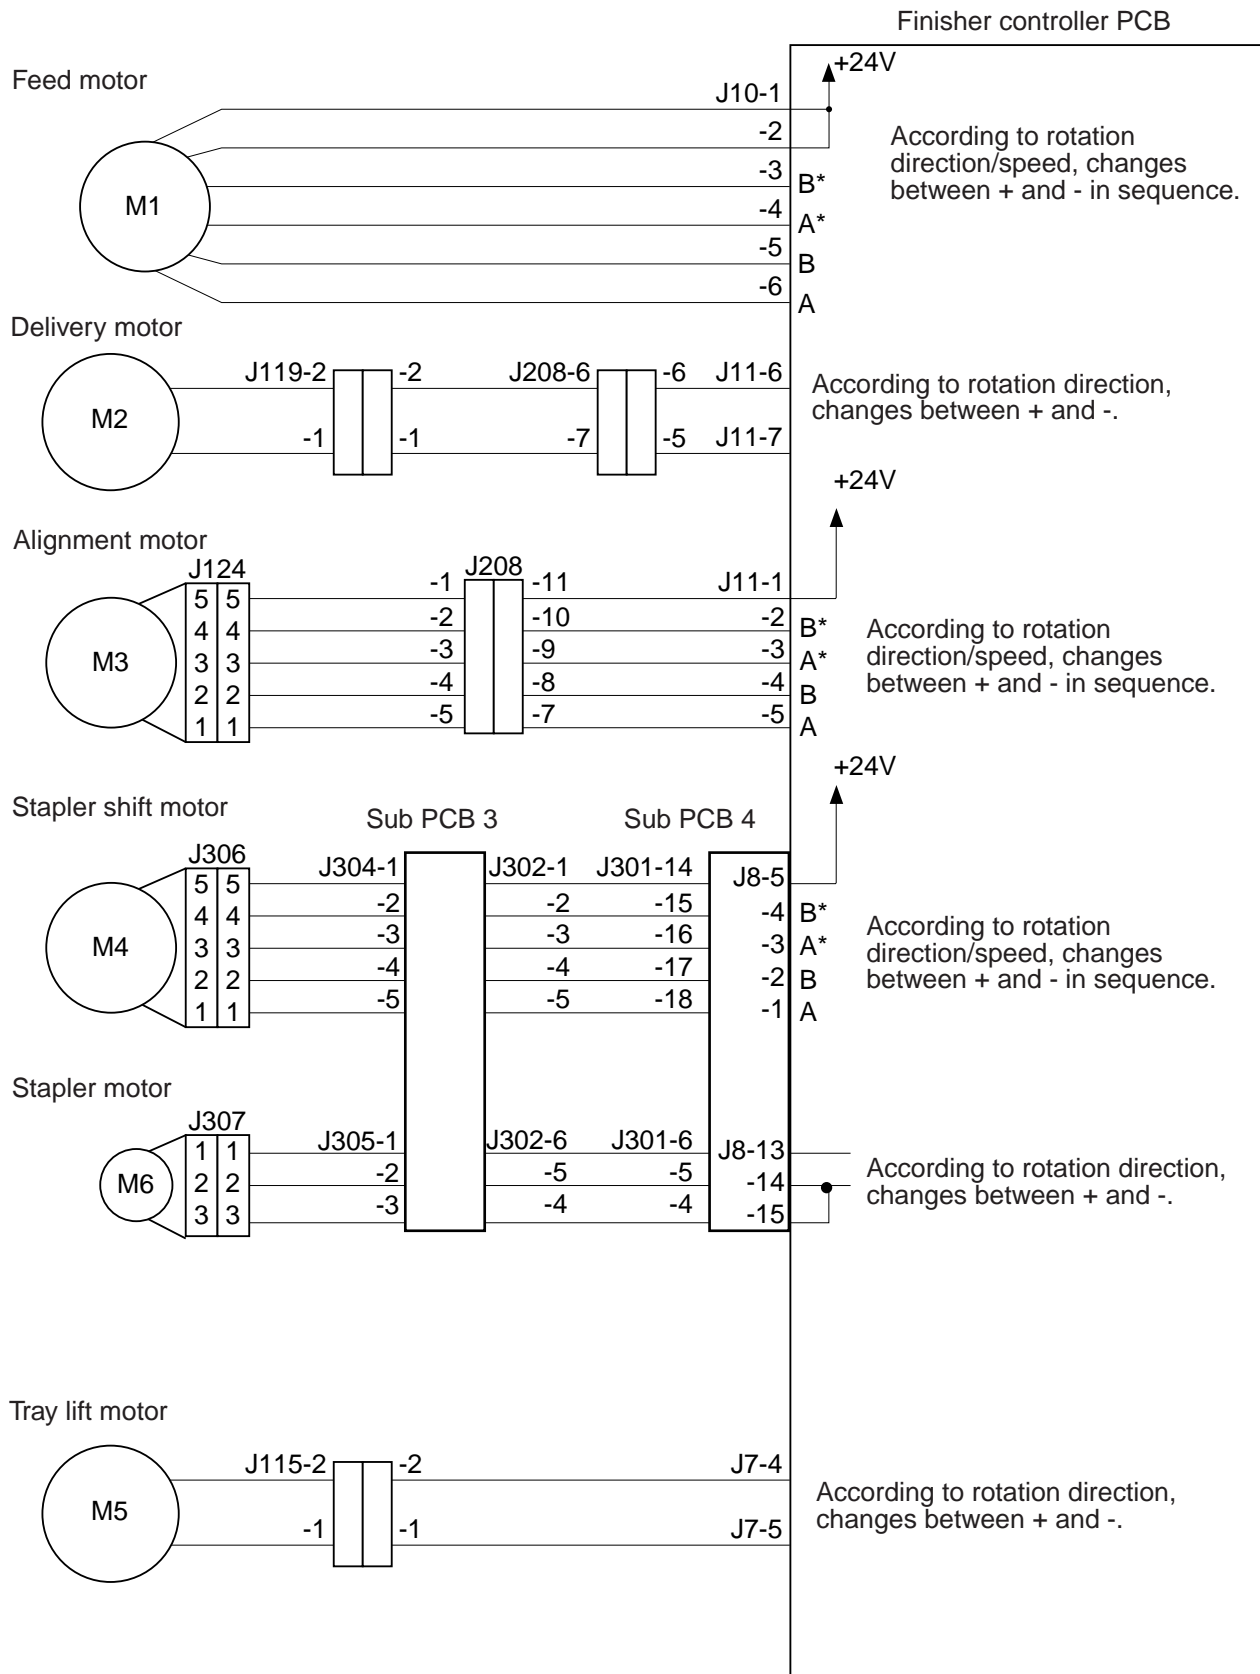 Finisher controller PCB
+24V
Feed motor
J10-1
-2
According to rotation
direction/speed, changes
between + and - in sequence.
-3
B*
M1
-4
A*
-5
B
-6
A
Delivery motor
J119-2
-2
J208-6
-6
J11-6
According to rotation direction,
changes between + and -.
M2
-1
-1
-7
-5
J11-7
+24V
Alignment motor
J124
J208
-1
-11
J11-1
5 5
-2
-10
-2
B*
According to rotation
direction/speed, changes
between + and - in sequence.
4 4
M3
-3
-9
-3
A*
3 3
-4
-8
-4
B
2 2
-5
-7
-5
A
1 1
+24V
Stapler shift motor
Sub PCB 3
Sub PCB 4
J306
J304-1
J302-1
J301-14
J8-5
5 5
-2
-2
-15
-4
B*
According to rotation
direction/speed, changes
between + and - in sequence.
4 4
M4
-3
-3
-16
-3
A*
3 3
-4
-4
-17
-2
B
2 2
-5
-5
-18
-1
A
1 1
Stapler motor
J307
J305-1
J302-6
J301-6
J8-13
1 1
According to rotation direction,
changes between + and -.
M6
-2
-5
-5
-14
2 2
-3
-4
-4
-15
3 3
Tray lift motor
J115-2
-2
J7-4
M5
According to rotation direction,
changes between + and -.
-1
-1
J7-5